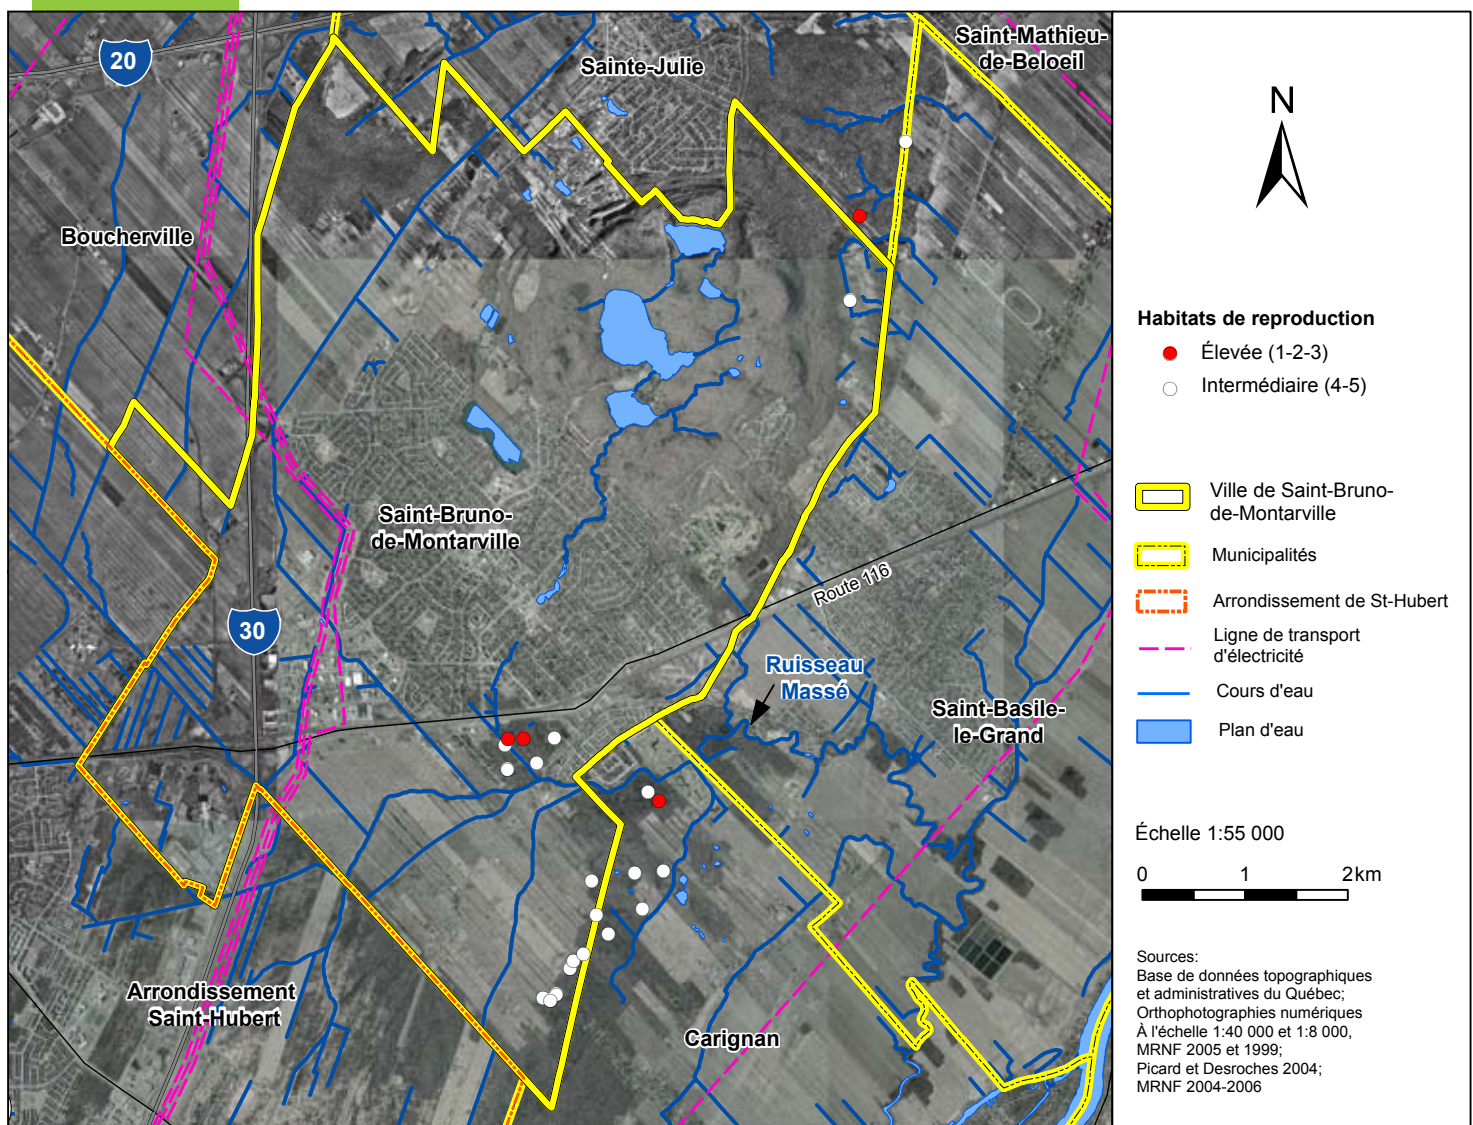 20
Sainte-Julie
Saint-Mathieu-
de-Beloeil
Boucherville
Saint-Bruno-
de-Montarville
Route 116
30
Ruisseau
Massé
Saint-Basile-
le-Grand
Arrondissement
Saint-Hubert
Carignan
N
Habitats de reproduction
Élevée (1-2-3)
Intermédiaire (4-5)
Ville de Saint-Bruno-
de-Montarville
Municipalités
Arrondissement de St-Hubert
Ligne de transport
d'électricité
Cours d'eau
Plan d'eau
Échelle 1:55 000
0 1 2 km
Sources:
Base de données topographiques
et administratives du Québec;
Orthophotographies numériques
À l'échelle 1:40 000 et 1:8 000,
MRNF 2005 et 1999;
Picard et Desroches 2004;
MRNF 2004-2006